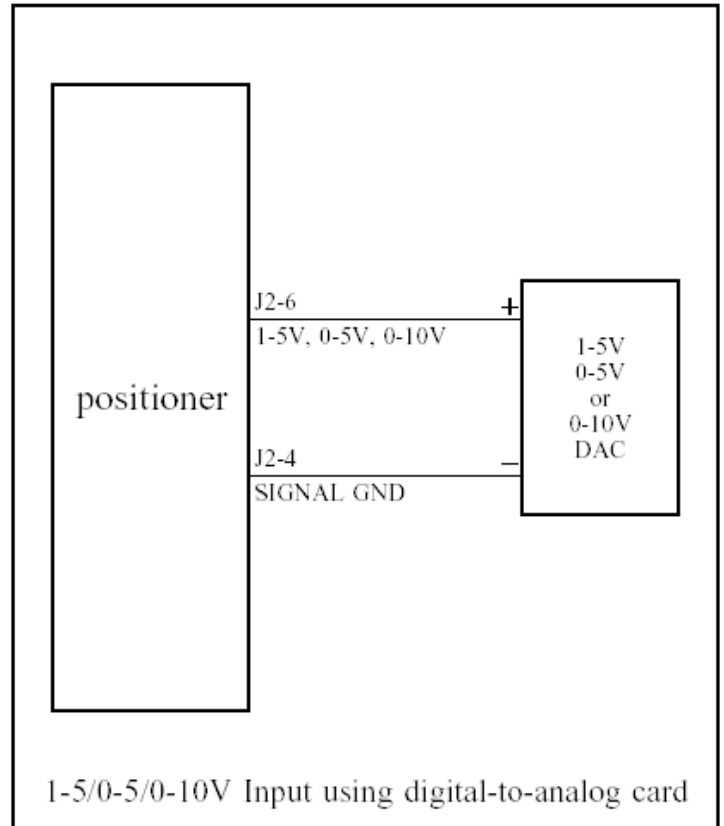 J2-6
+
1-5V, 0-5V, 0-10V
positioner
1-5V
0-5V
or
0-10V
DAC
J2-4
−
SIGNAL GND
1-5/0-5/0-10V Input using digital-to-analog card